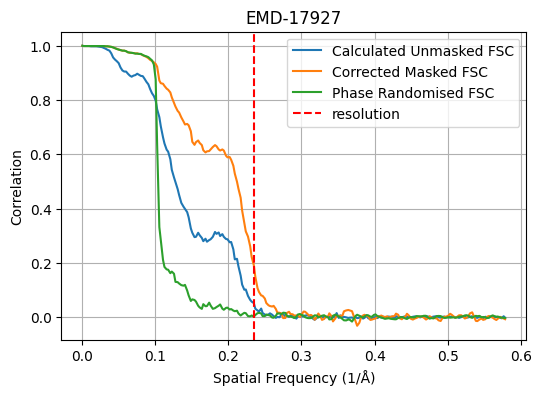 EMD-17927
Calculated Unmasked FSC
Corrected Masked FSC
Phase Randomised FSC
resolution
Correlation
1.0
0.8
0.6
0.4
0.2
0.0
0.0 0.1 0.2 0.3 0.4 0.5 0.6
Spatial Frequency (1/Å)